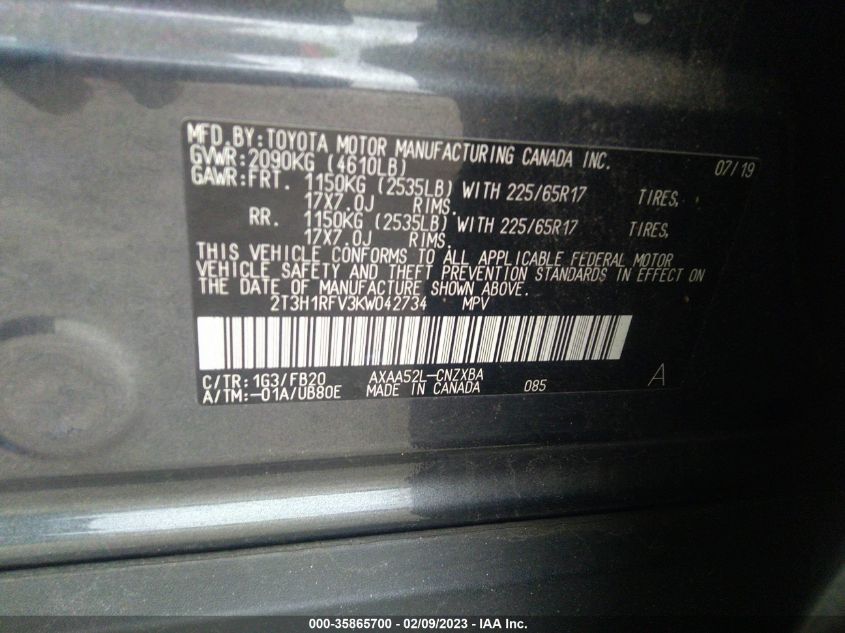 MFD.BY:TOYOTA MOTOR MANUFACTURING CANADA INC. 07/19
GVWR:2090KG (4610LB)
GAWR:FRT. 1150KG (2535LB) WITH 225/65R17 TIRES,
17X7.0J RIMS.
RR. 1150KG (2535LB) WITH 225/65R17 TIRES,
17X7.0J RIMS.
THIS VEHICLE CONFORMS TO ALL APPLICABLE FEDERAL MOTOR
VEHICLE SAFETY AND THEFT PREVENTION STANDARDS IN EFFECT ON
THE DATE OF MANUFACTURE SHOWN ABOVE.
2T3H1RFV3KW042734 MPV
C/TR: 1G3/FB20 AXAA52L-CNZXBA A
A/TM:-01A/UB80E MADE IN CANADA 085
000-35865700 - 02/09/2023 - IAA Inc.